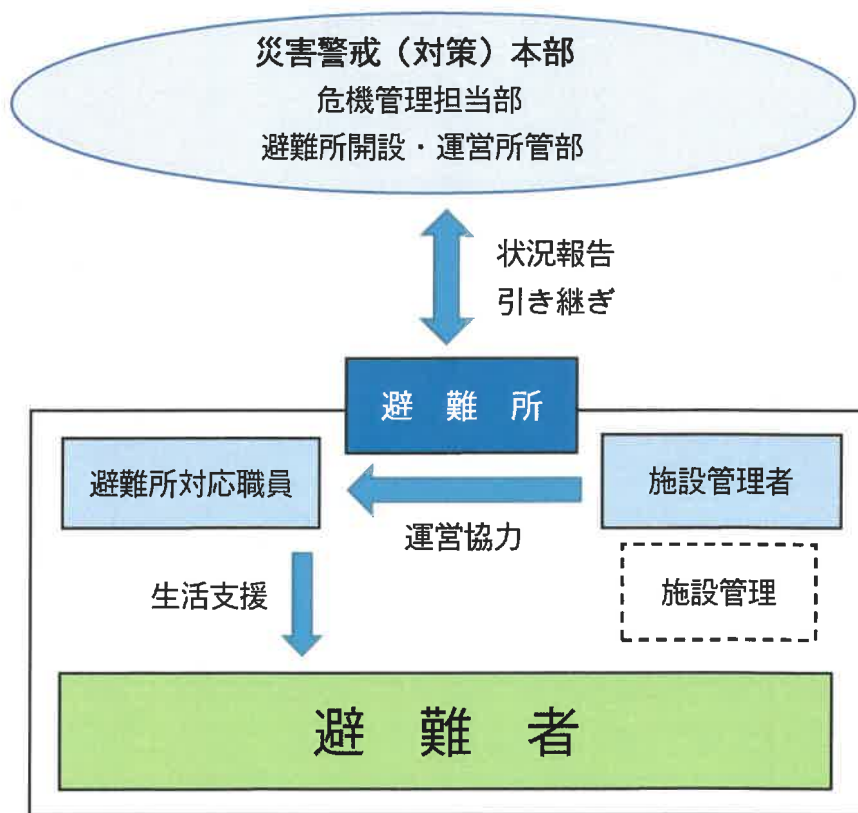 災害警戒（対策）本部
危機管理担当部
避難所開設・運営所管部
状況報告
引き継ぎ
避 難 所
避難所対応職員
施設管理者
運営協力
施設管理
生活支援
避 難 者